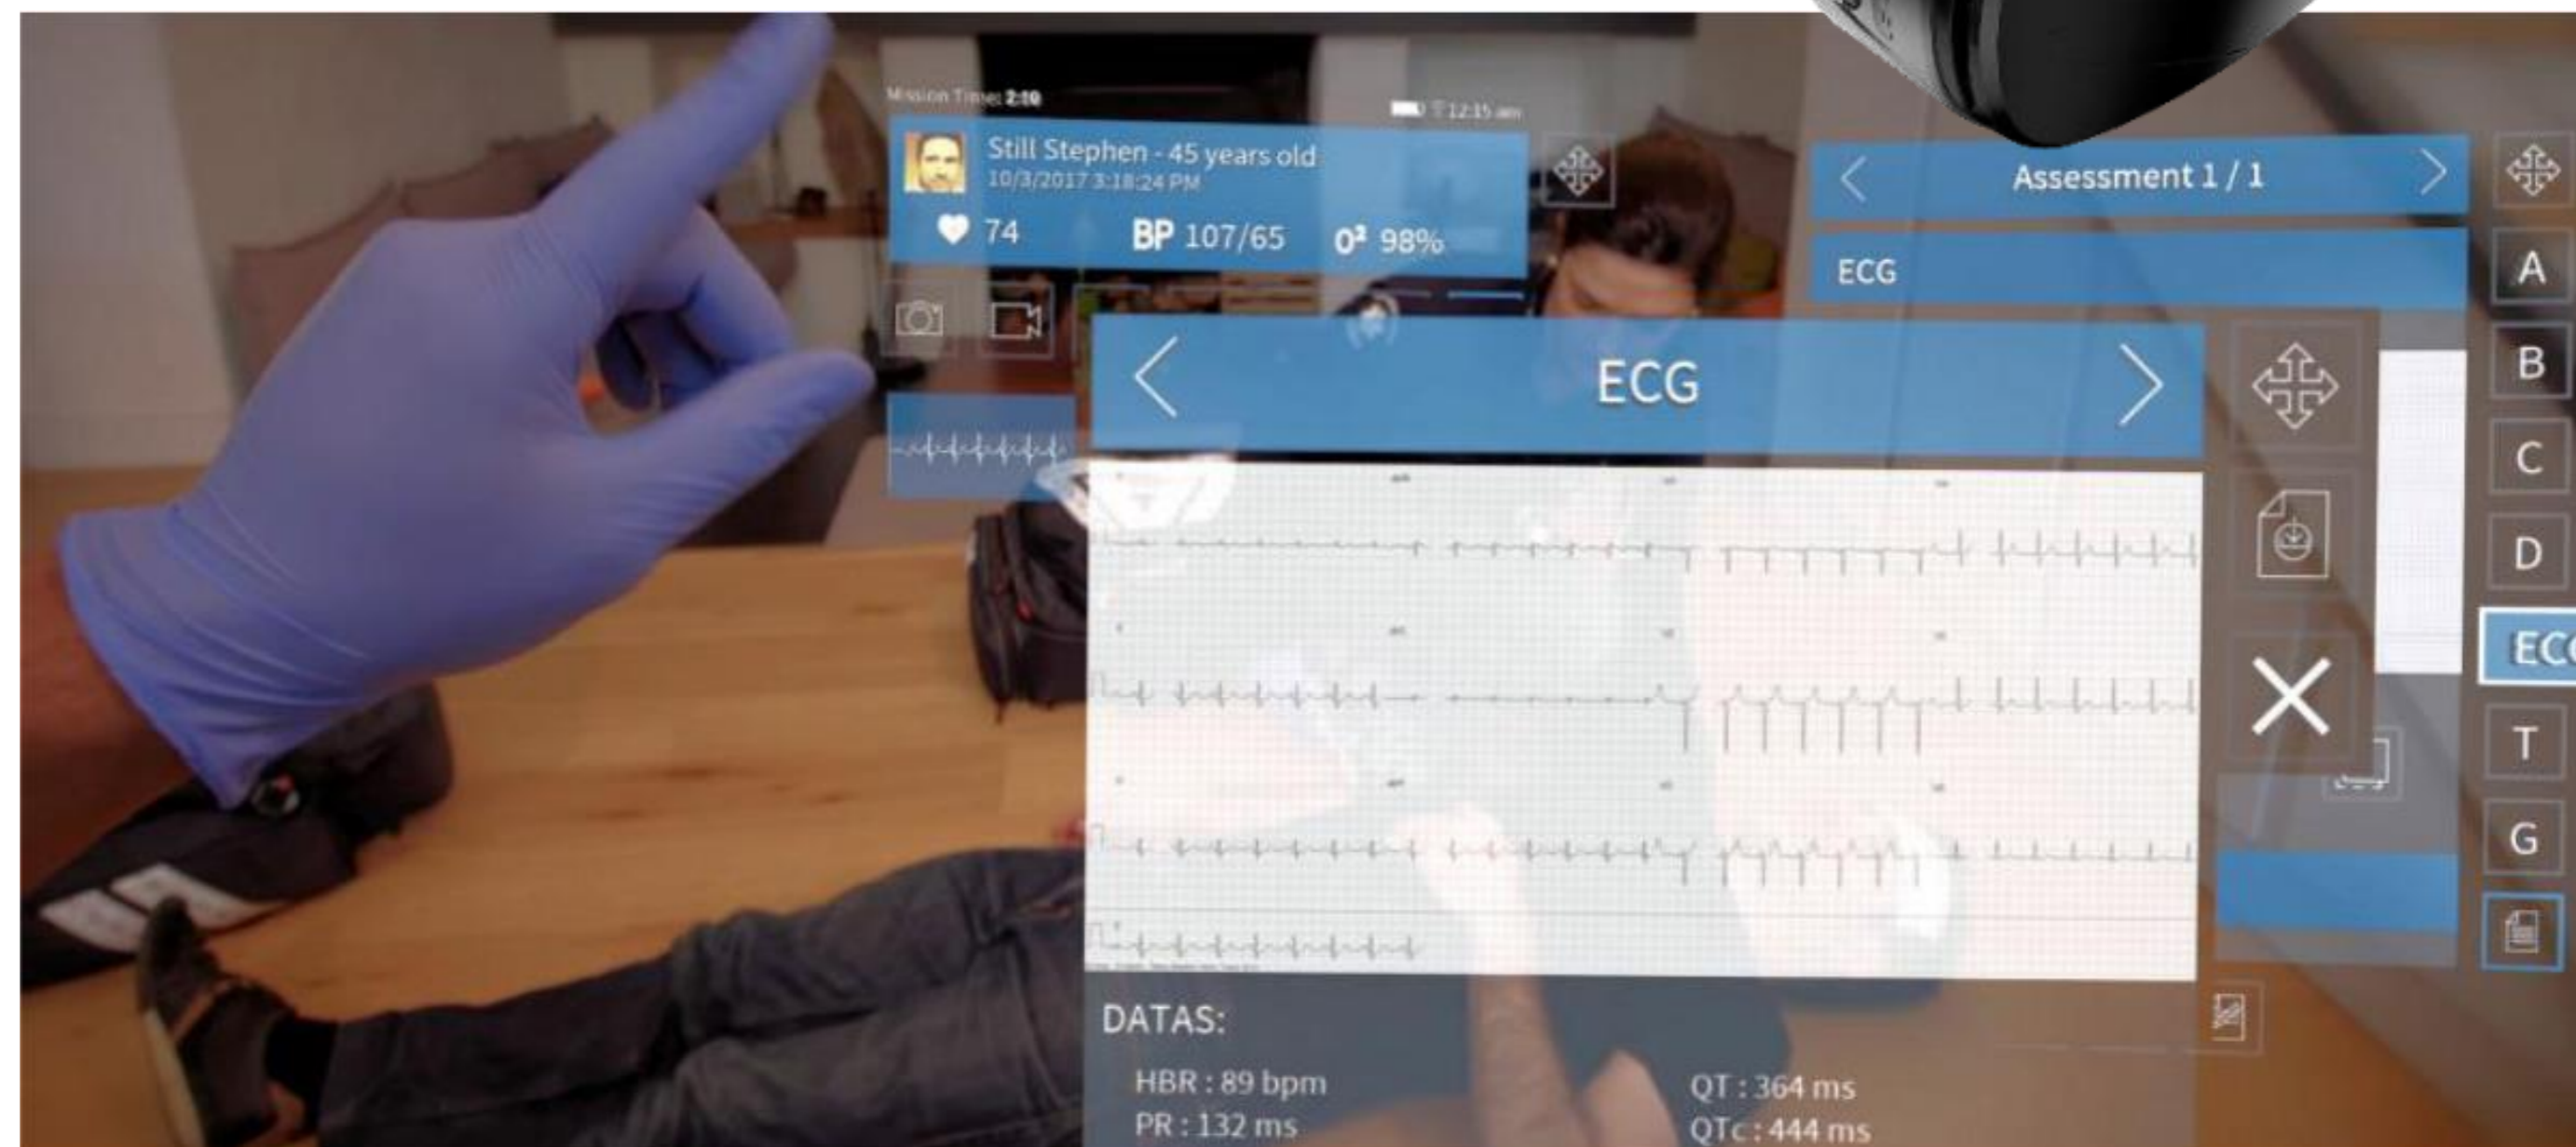 Mission Time: 2:10
12:15 am
Still Stephen - 45 years old
10/3/2017 3:18:24 PM
74 BP 107/65 O² 98%
Assessment 1 / 1
ECG
ECG
A
B
C
D
T
G
DATAS:
HBR : 89 bpm
PR : 132 ms
QT : 364 ms
QTc : 444 ms